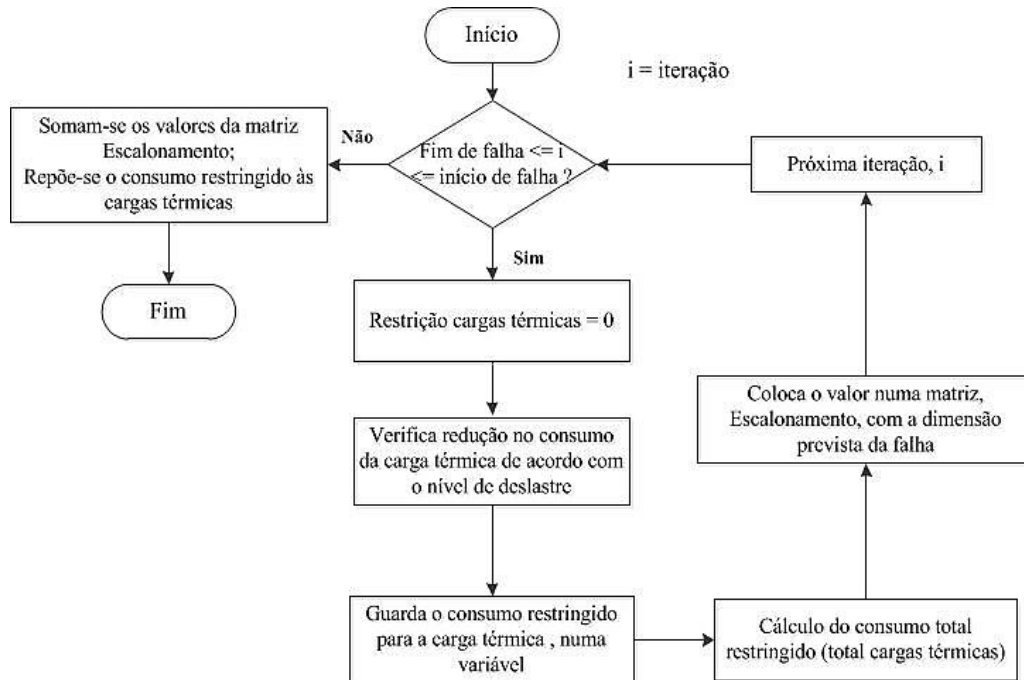 Início
i = iteração
Somam-se os valores da matriz
Escalonamento;
Repõe-se o consumo restringido às
cargas térmicas
Não
Fim de falha <= i
<= início de falha ?
Próxima iteração, i
Sim
Fim
Restrição cargas térmicas = 0
Coloca o valor numa matriz,
Escalonamento, com a dimensão
prevista da falha
Verifica redução no consumo
da carga térmica de acordo com
o nível de deslastre
Guarda o consumo restringido
para a carga térmica , numa
variável
Cálculo do consumo total
restringido (total cargas térmicas)